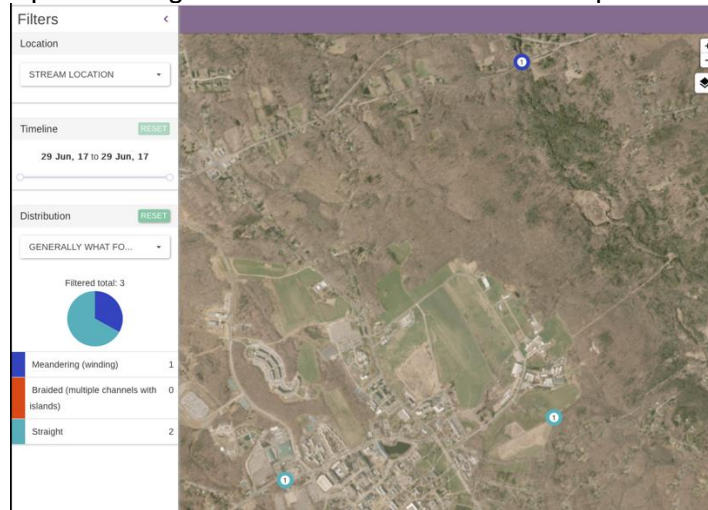 Filters
Location
STREAM LOCATION
Timeline RESET
29 Jun, 17 to 29 Jun, 17
Distribution RESET
GENERALLY WHAT FO...
Filtered total: 3
Meandering (winding) 1
Braided (multiple channels with 0
islands)
Straight 2
1
1
1